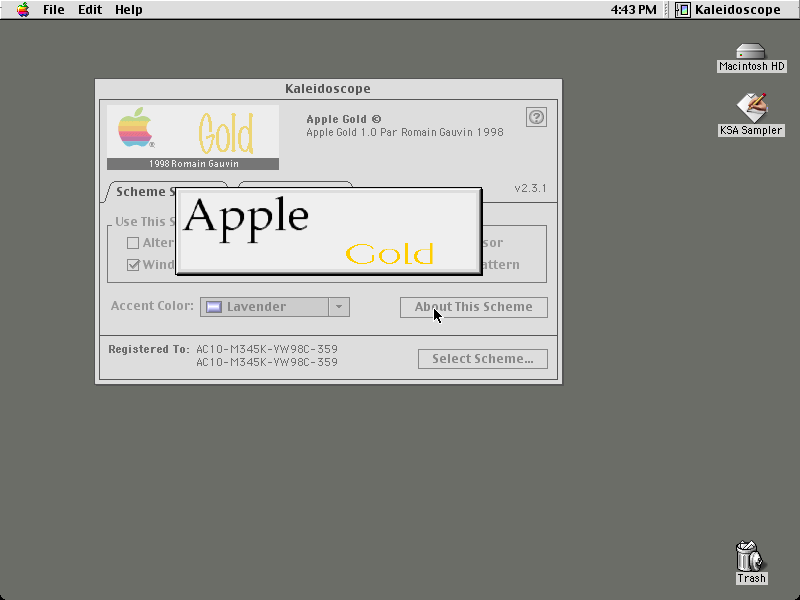 File Edit Help 4:43 PM Kaleidoscope
Macintosh HD
KSA Sampler
Kaleidoscope
Gold
1998 Romain Gauvin
Apple Gold ©
Apple Gold 1.0 Par Romain Gauvin 1998
?
Scheme S
v2.3.1
Apple
Gold
Use This S
Alter
sor
Wind
attern
Accent Color: Lavender
About This Scheme
Registered To: AC10-M345K-VW98C-359
AC10-M345K-VW98C-359
Select Scheme...
Trash